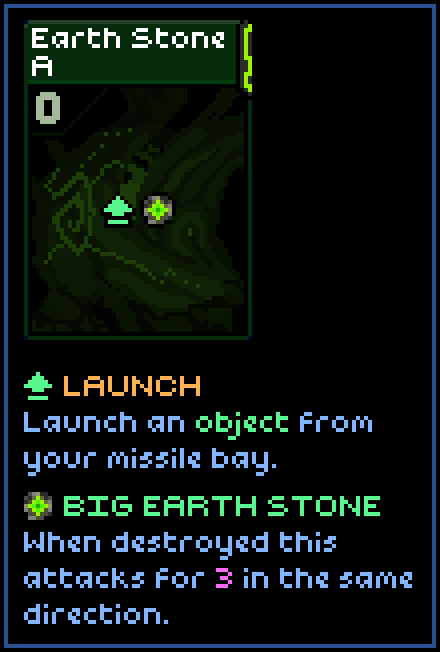 Earth Stone
A
0
LAUNCH
Launch an object from
your missile bay.
BIG EARTH STONE
When destroyed this
attacks for 3 in the same
direction.